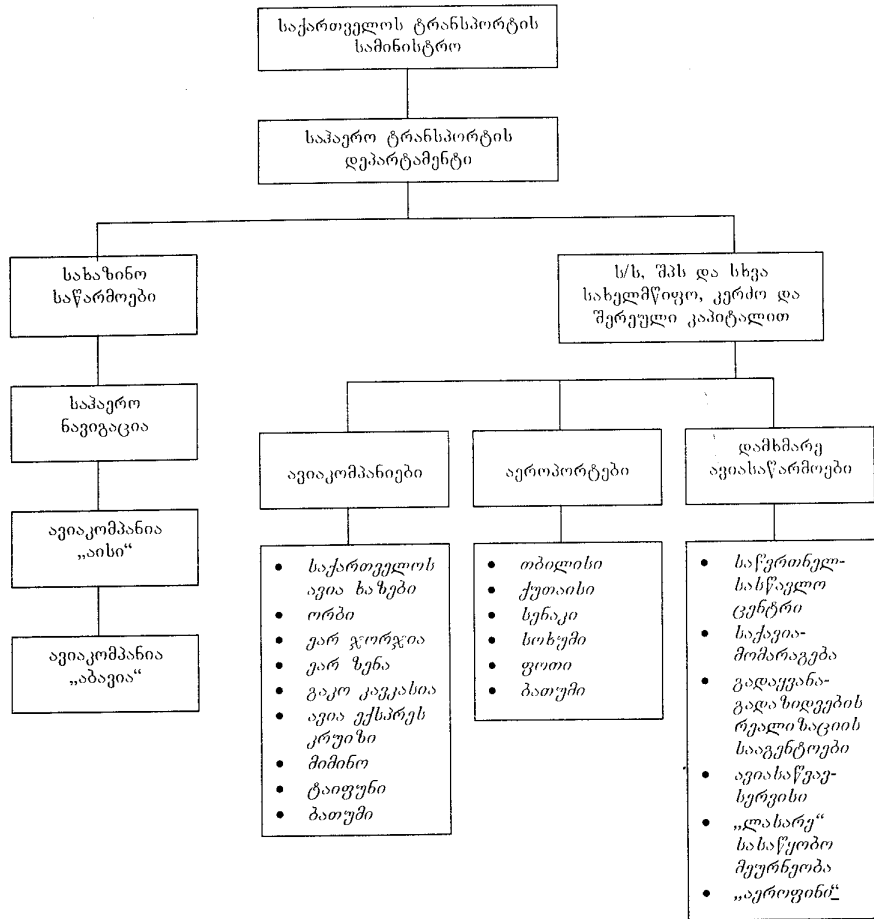 საქართველოს ტრანსპორტის
სამინისტრო
საჰაერო ტრანსპორტის
დეპარტამენტი
სახაზინო
საწარმოები
ს/ს, შპს და სხვა
სახელმწიფო, კერძო და
შერეული კაპიტალით
საჰაერო
ნავიგაცია
ავიაკომპანია
„აისი“
ავიაკომპანია
„აბავია“
ავიაკომპანიები
• საქართველოს
ავია ხაზები
• ორბი
• ეარ ჯორჯია
• ეარ ზენა
• გაკო კავკასია
• ავია ექსპრეს
კრუიზი
• მიმინო
• ტაიფუნი
• ბათუმი
აეროპორტები
• თბილისი
• ქუთაისი
• სენაკი
• სოხუმი
• ფოთი
• ბათუმი
დამხმარე
ავიასაწარმოები
• საწვრთნელ-
სასწავლო
ცენტრი
• საქავია-
მომარაგება
• გადაყვანა-
გადაზიდვების
რეალიზაციის
სააგენტოები
• ავიასაწვავ-
სერვისი
• „ლასარე“
სასაწყობო
მეურნეობა
• „აეროფინი“